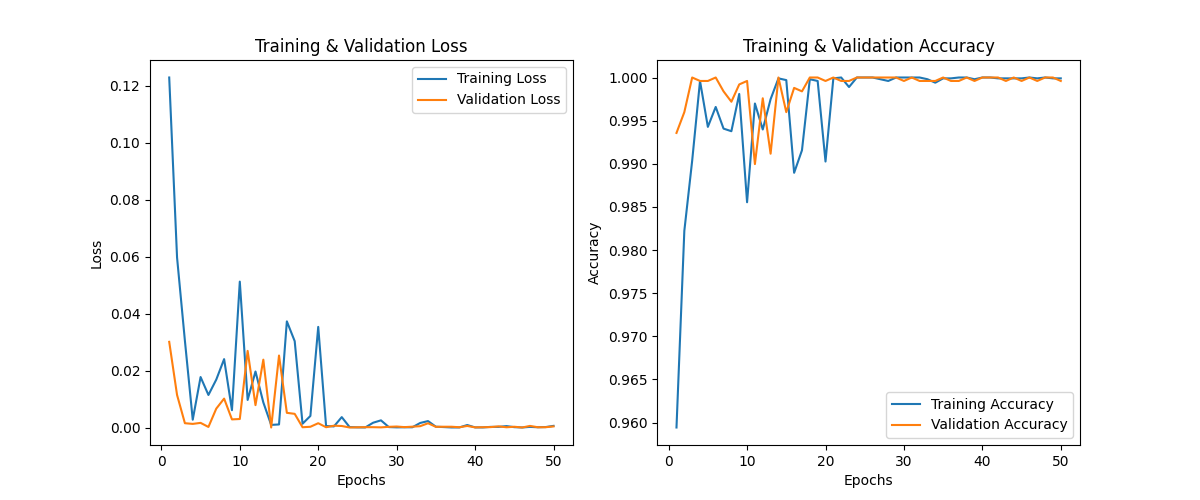 Training & Validation Loss
Training Loss
Validation Loss
0.12
0.10
0.08
0.06
0.04
0.02
0.00
Loss
0
10
20
30
40
50
Epochs
Training & Validation Accuracy
1.000
0.995
0.990
0.985
0.980
0.975
0.970
0.965
0.960
Accuracy
Training Accuracy
Validation Accuracy
0
10
20
30
40
50
Epochs